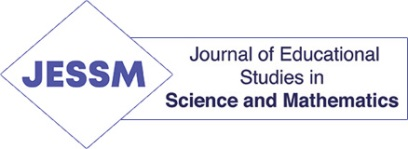 JESSM
Journal of Educational
Studies in
Science and Mathematics